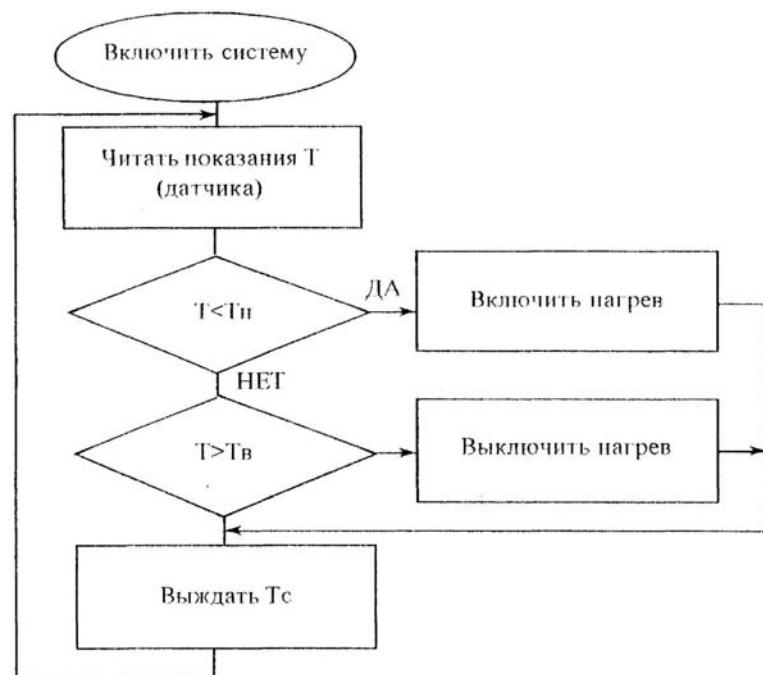 Включить систему
Читать показания Т
(датчика)
Т<Тн
ДА
Включить нагрев
НЕТ
Т>Тв
Выключить нагрев
Выждать Тс